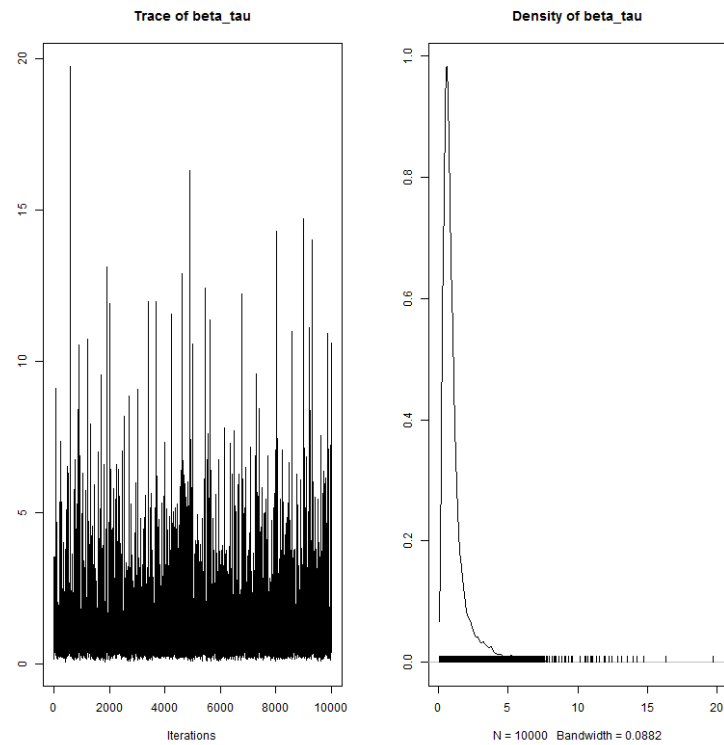 Trace of beta_tau
20
15
10
5
0
0 2000 4000 6000 8000 10000
Iterations
Density of beta_tau
1.0
0.8
0.6
0.4
0.2
0.0
0 5 10 15 20
N = 10000 Bandwidth = 0.0882